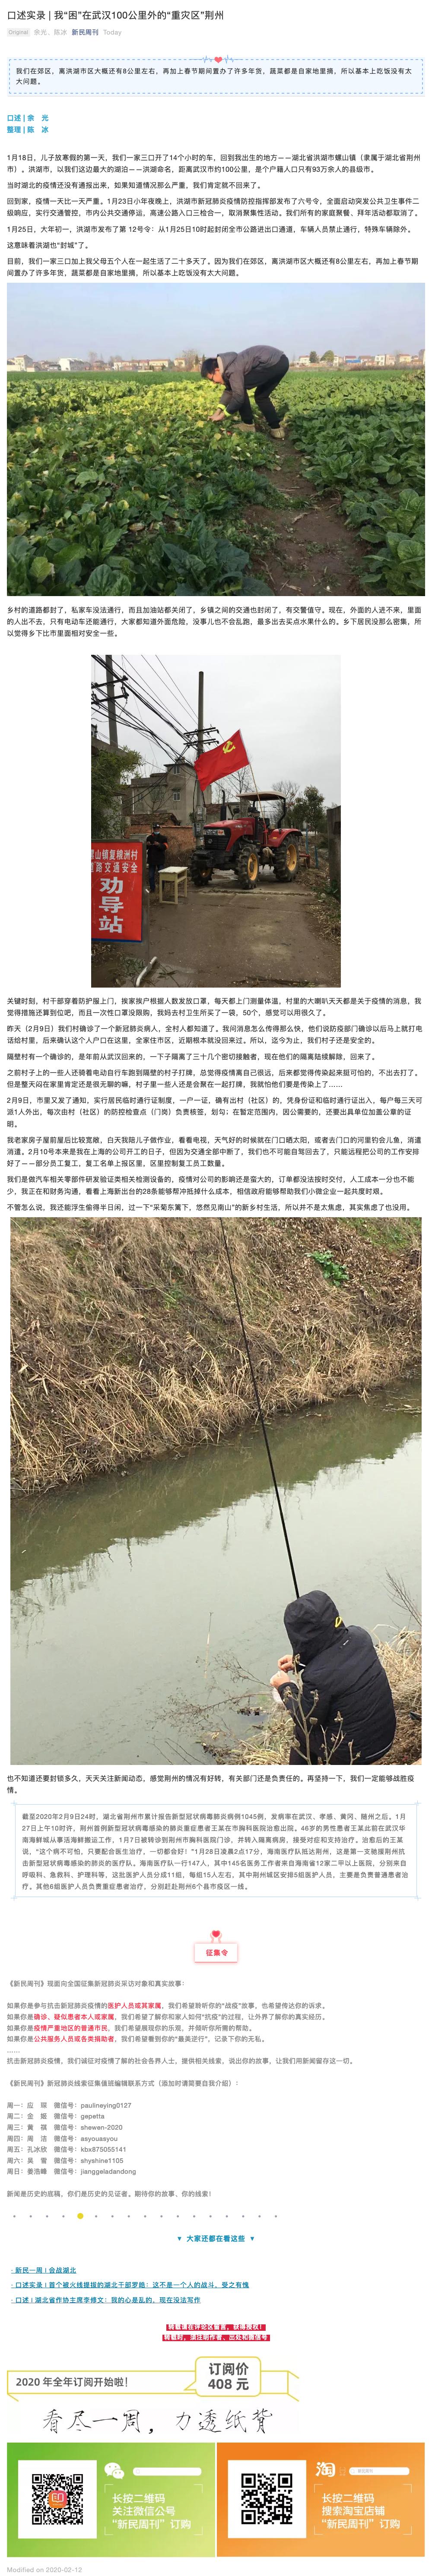 口述实录 | 我“困”在武汉100公里外的“重灾区”荆州
Original 余光、陈冰 新民周刊 Today
我们在郊区，离洪湖市区大概还有8公里左右，再加上春节期间置办了许多年货，蔬菜都是自家地里摘，所以基本上吃饭没有太
大问题。
口述 | 余　光
整理 | 陈　冰
1月18日，儿子放寒假的第一天，我们一家三口开了14个小时的车，回到我出生的地方——湖北省洪湖市螺山镇（隶属于湖北省荆州
市）。洪湖市，以我们这边最大的湖泊——洪湖命名，距离武汉市约100公里，是个户籍人口只有93万余人的县级市。
当时湖北的疫情还没有通报出来，如果知道情况那么严重，我们肯定就不回来了。
回到家，疫情一天比一天严重。1月23日小年夜晚上，洪湖市新冠肺炎疫情防控指挥部发布了六号令，全面启动突发公共卫生事件二
级响应，实行交通管控，市内公共交通停运，高速公路入口三检合一，取消聚集性活动。我们所有的家庭聚餐、拜年活动都取消了。
1月25日，大年初一，洪湖市发布了第 12号令：从1月25日10时起封闭全市公路进出口通道，车辆人员禁止通行，特殊车辆除外。
这意味着洪湖也“封城”了。
目前，我们一家三口加上我父母五个人在一起生活了二十多天了。因为我们在郊区，离洪湖市区大概还有8公里左右，再加上春节期
间置办了许多年货，蔬菜都是自家地里摘，所以基本上吃饭没有太大问题。
乡村的道路都封了，私家车没法通行，而且加油站都关闭了，乡镇之间的交通也封闭了，有交警值守。现在，外面的人进不来，里面
的人出不去，只有电动车还能通行，大家都知道外面危险，没事儿也不会乱跑，最多出去买点水果什么的。乡下居民没那么密集，所
以觉得乡下比市里面相对安全一些。
劝导站
关键时刻，村干部穿着防护服上门，挨家挨户根据人数发放口罩，每天都上门测量体温，村里的大喇叭天天都是关于疫情的消息，我
觉得措施还算到位吧，而且一次性口罩没限购，我妈去村卫生所买了一袋，50个，感觉可以用很久了。
昨天（2月9日）我们村确诊了一个新冠肺炎病人，全村人都知道了。我问消息怎么传得那么快，他们说防疫部门确诊以后马上就打电
话给村里，后来确认这个人户口在这里，全家住市区，近期根本就没回来过。所以，迄今为止，我们村子还是安全的。
隔壁村有一个确诊的，是年前从武汉回来的，一下子隔离了三十几个密切接触者，现在他们的隔离陆续解除，回来了。
之前村子上的一些人还骑着电动自行车跑到隔壁的村子打牌，总觉得疫情离自己很远，后来都觉得传染起来挺可怕的，不出去打了。
但是整天闷在家里肯定还是很无聊的嘛，村子里一些人还是会聚在一起打牌，我就怕他们要是传染上了……
2月9日，市里又发了通知，实行居民临时通行证制度，一户一证，确有出村（社区）的，凭身份证和临时通行证出入，每户每三天可
派1人外出，每次由村（社区）的防控检查点（门岗）负责核签，划勾；在暂定范围内，因公需要的，还要出具单位加盖公章的证
明。
我老家房子屋前屋后比较宽敞，白天我陪儿子做作业，看看电视，天气好的时候就在门口晒太阳，或者去门口的河里钓会儿鱼，消遣
消遣。2月10号本来是我在上海的公司开工的日子，但因为交通全部中断了，我们也不可能自驾回去了，只能远程把公司的工作安排
好了——部分员工复工，复工名单上报区里，区里控制复工员工数量。
我们是做汽车相关零部件研发验证类相关检测设备的，疫情对公司的影响还是蛮大的，订单都没法按时交付，人工成本一分也不能
少，我正在和财务沟通，看看上海新出台的28条能够帮冲抵掉什么成本，相信政府能够帮助我们小微企业一起共度时艰。
不管怎么说，我还能浮生偷得半日闲，过一下“采菊东篱下，悠然见南山”的新乡村生活，所以并不是太焦虑，其实焦虑了也没用。
也不知道还要封锁多久，天天关注新闻动态，感觉荆州的情况有好转，有关部门还是负责任的。再坚持一下，我们一定能够战胜疫
情。
截至2020年2月9日24时，湖北省荆州市累计报告新型冠状病毒肺炎病例1045例，发病率在武汉、孝感、黄冈、随州之后。1月
27日上午10时许，荆州首例新型冠状病毒感染的肺炎重症患者王某在市胸科医院治愈出院。46岁的男性患者王某此前在武汉华
南海鲜城从事活海鲜搬运工作，1月7日被转诊到荆州市胸科医院门诊，并转入隔离病房，接受对症和支持治疗。治愈后的王某
说，“这个病不可怕，只要配合医生治疗，一切都会好！”1月28日凌晨2点17分，海南医疗队抵达荆州，这是第一支驰援荆州抗
击新型冠状病毒感染的肺炎的医疗队。海南医疗队一行147人，其中145名医务工作者来自海南省12家二甲以上医院，分别来自
呼吸科、急救科、护理科等，这批医护人员分成11组，每组15人左右，其中荆州城区安排5组医护人员，主要是负责普通患者治
疗。其他6组医护人员负责重症患者治疗，分别赶赴荆州6个县市疫区一线。
征集令
《新民周刊》现面向全国征集新冠肺炎采访对象和真实故事：
如果你是参与抗击新冠肺炎疫情的医护人员或其家属，我们希望聆听你的“战疫”故事，也希望传达你的诉求。
如果你是确诊、疑似患者本人或家属，我们希望了解你和家人如何“抗疫”的过程，让外界了解你的真实经历。
如果你是疫情严重地区的普通市民，我们希望展现你的乐观，并倾听你所需的帮助。
如果你是公共服务人员或各类捐助者，我们希望看到你的“最美逆行”，记录下你的无私。
……
抗击新冠肺炎疫情，我们诚征对疫情了解的社会各界人士，提供相关线索，说出你的故事，让我们用新闻留存这一切。
《新民周刊》新冠肺炎线索征集值班编辑联系方式（添加时请简要自我介绍）：
周一：应　琛　微信号：paulineying0127
周二：金　姬　微信号：gepetta
周三：黄　祺　微信号：shewen-2020
周四：周　洁　微信号：asyouasyou
周五：孔冰欣　微信号：kbx875055141
周六：吴　雪　微信号：shyshine1105
周日：姜浩峰　微信号：jianggeladandong
新闻是历史的底稿，你们是历史的见证者。期待你的故事、你的线索！
▼ 大家还都在看这些 ▼
· 新民一周 | 会战湖北
· 口述实录 | 首个被火线提拔的湖北干部罗皓：这不是一个人的战斗，受之有愧
· 口述 | 湖北省作协主席李修文：我的心是乱的，现在没法写作
转载请在评论区留言，获得授权！
转载时，请注明作者、出处和微信号
2020 年全年订阅开始啦！
订阅价
408 元
看尽一周，力透纸背
长按二维码
关注微信公号
“新民周刊”订购
淘
长按二维码
搜索淘宝店铺
“新民周刊”订购
Modified on 2020-02-12